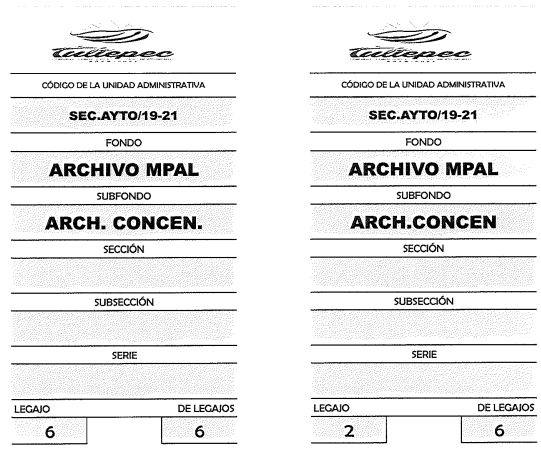 Tultepec
CÓDIGO DE LA UNIDAD ADMINISTRATIVA
SEC.AYTO/19-21
FONDO
ARCHIVO MPAL
SUBFONDO
ARCH. CONCEN.
SECCIÓN
SUBSECCIÓN
SERIE
LEGAJO DE LEGAJOS
6 6
Tultepec
CÓDIGO DE LA UNIDAD ADMINISTRATIVA
SEC.AYTO/19-21
FONDO
ARCHIVO MPAL
SUBFONDO
ARCH.CONCEN
SECCIÓN
SUBSECCIÓN
SERIE
LEGAJO DE LEGAJOS
2 6